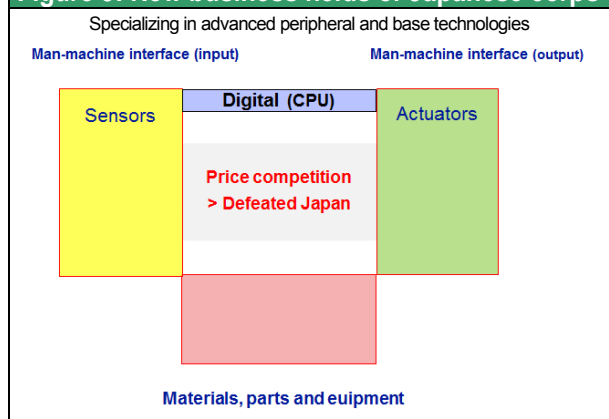 Specializing in advanced peripheral and base technologies
Man-machine interface (input)
Man-machine interface (output)
Sensors
Digital (CPU)
Actuators
Price competition
> Defeated Japan
Materials, parts and euipment